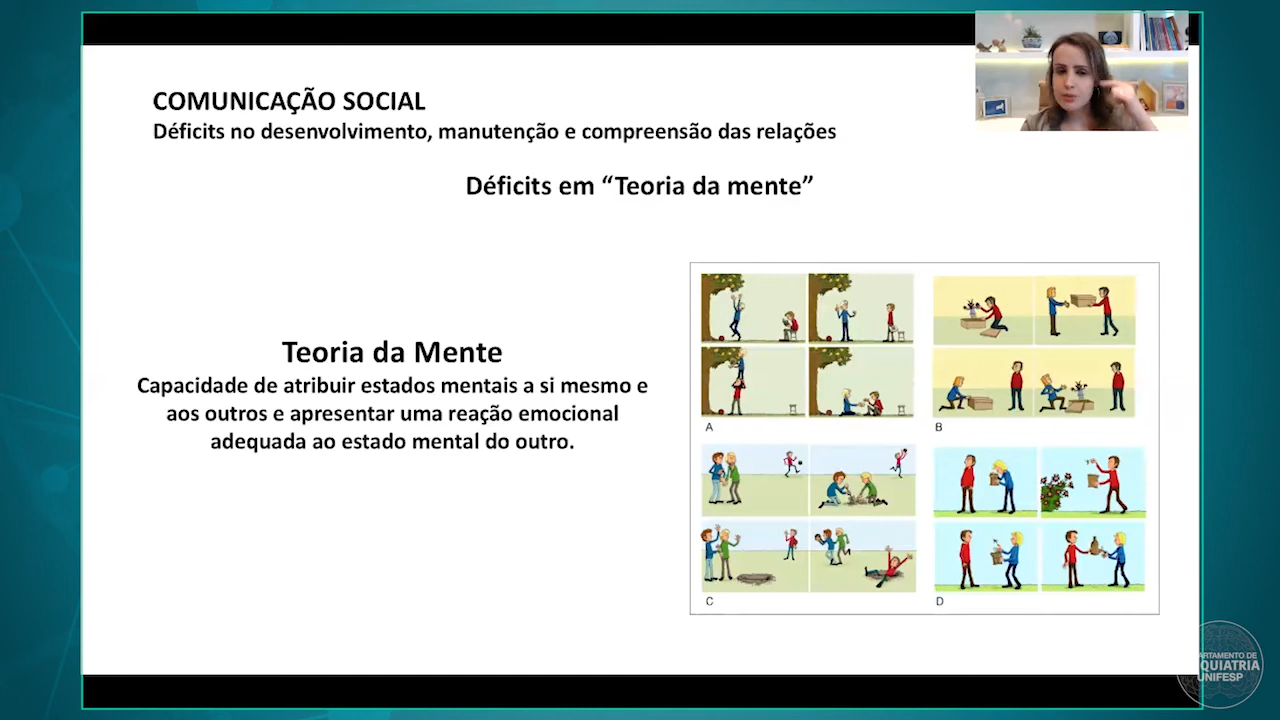 COMUNICAÇÃO SOCIAL
Déficits no desenvolvimento, manutenção e compreensão das relações
Déficits em “Teoria da mente”
Teoria da Mente
Capacidade de atribuir estados mentais a si mesmo e
aos outros e apresentar uma reação emocional
adequada ao estado mental do outro.
A
B
C
D
ARTAMENTO DE
QUIATRIA
UNIFESP